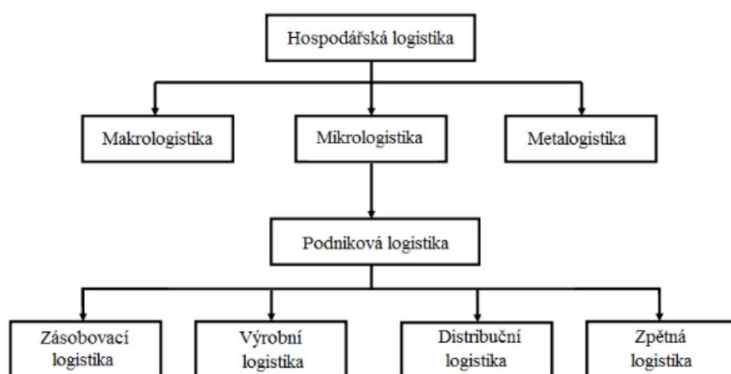 Hospodářská logistika
Makrologistika
Mikrologistika
Metalogistika
Podniková logistika
Zásobovací
logistika
Výrobní
logistika
Distribuční
logistika
Zpětná
logistika